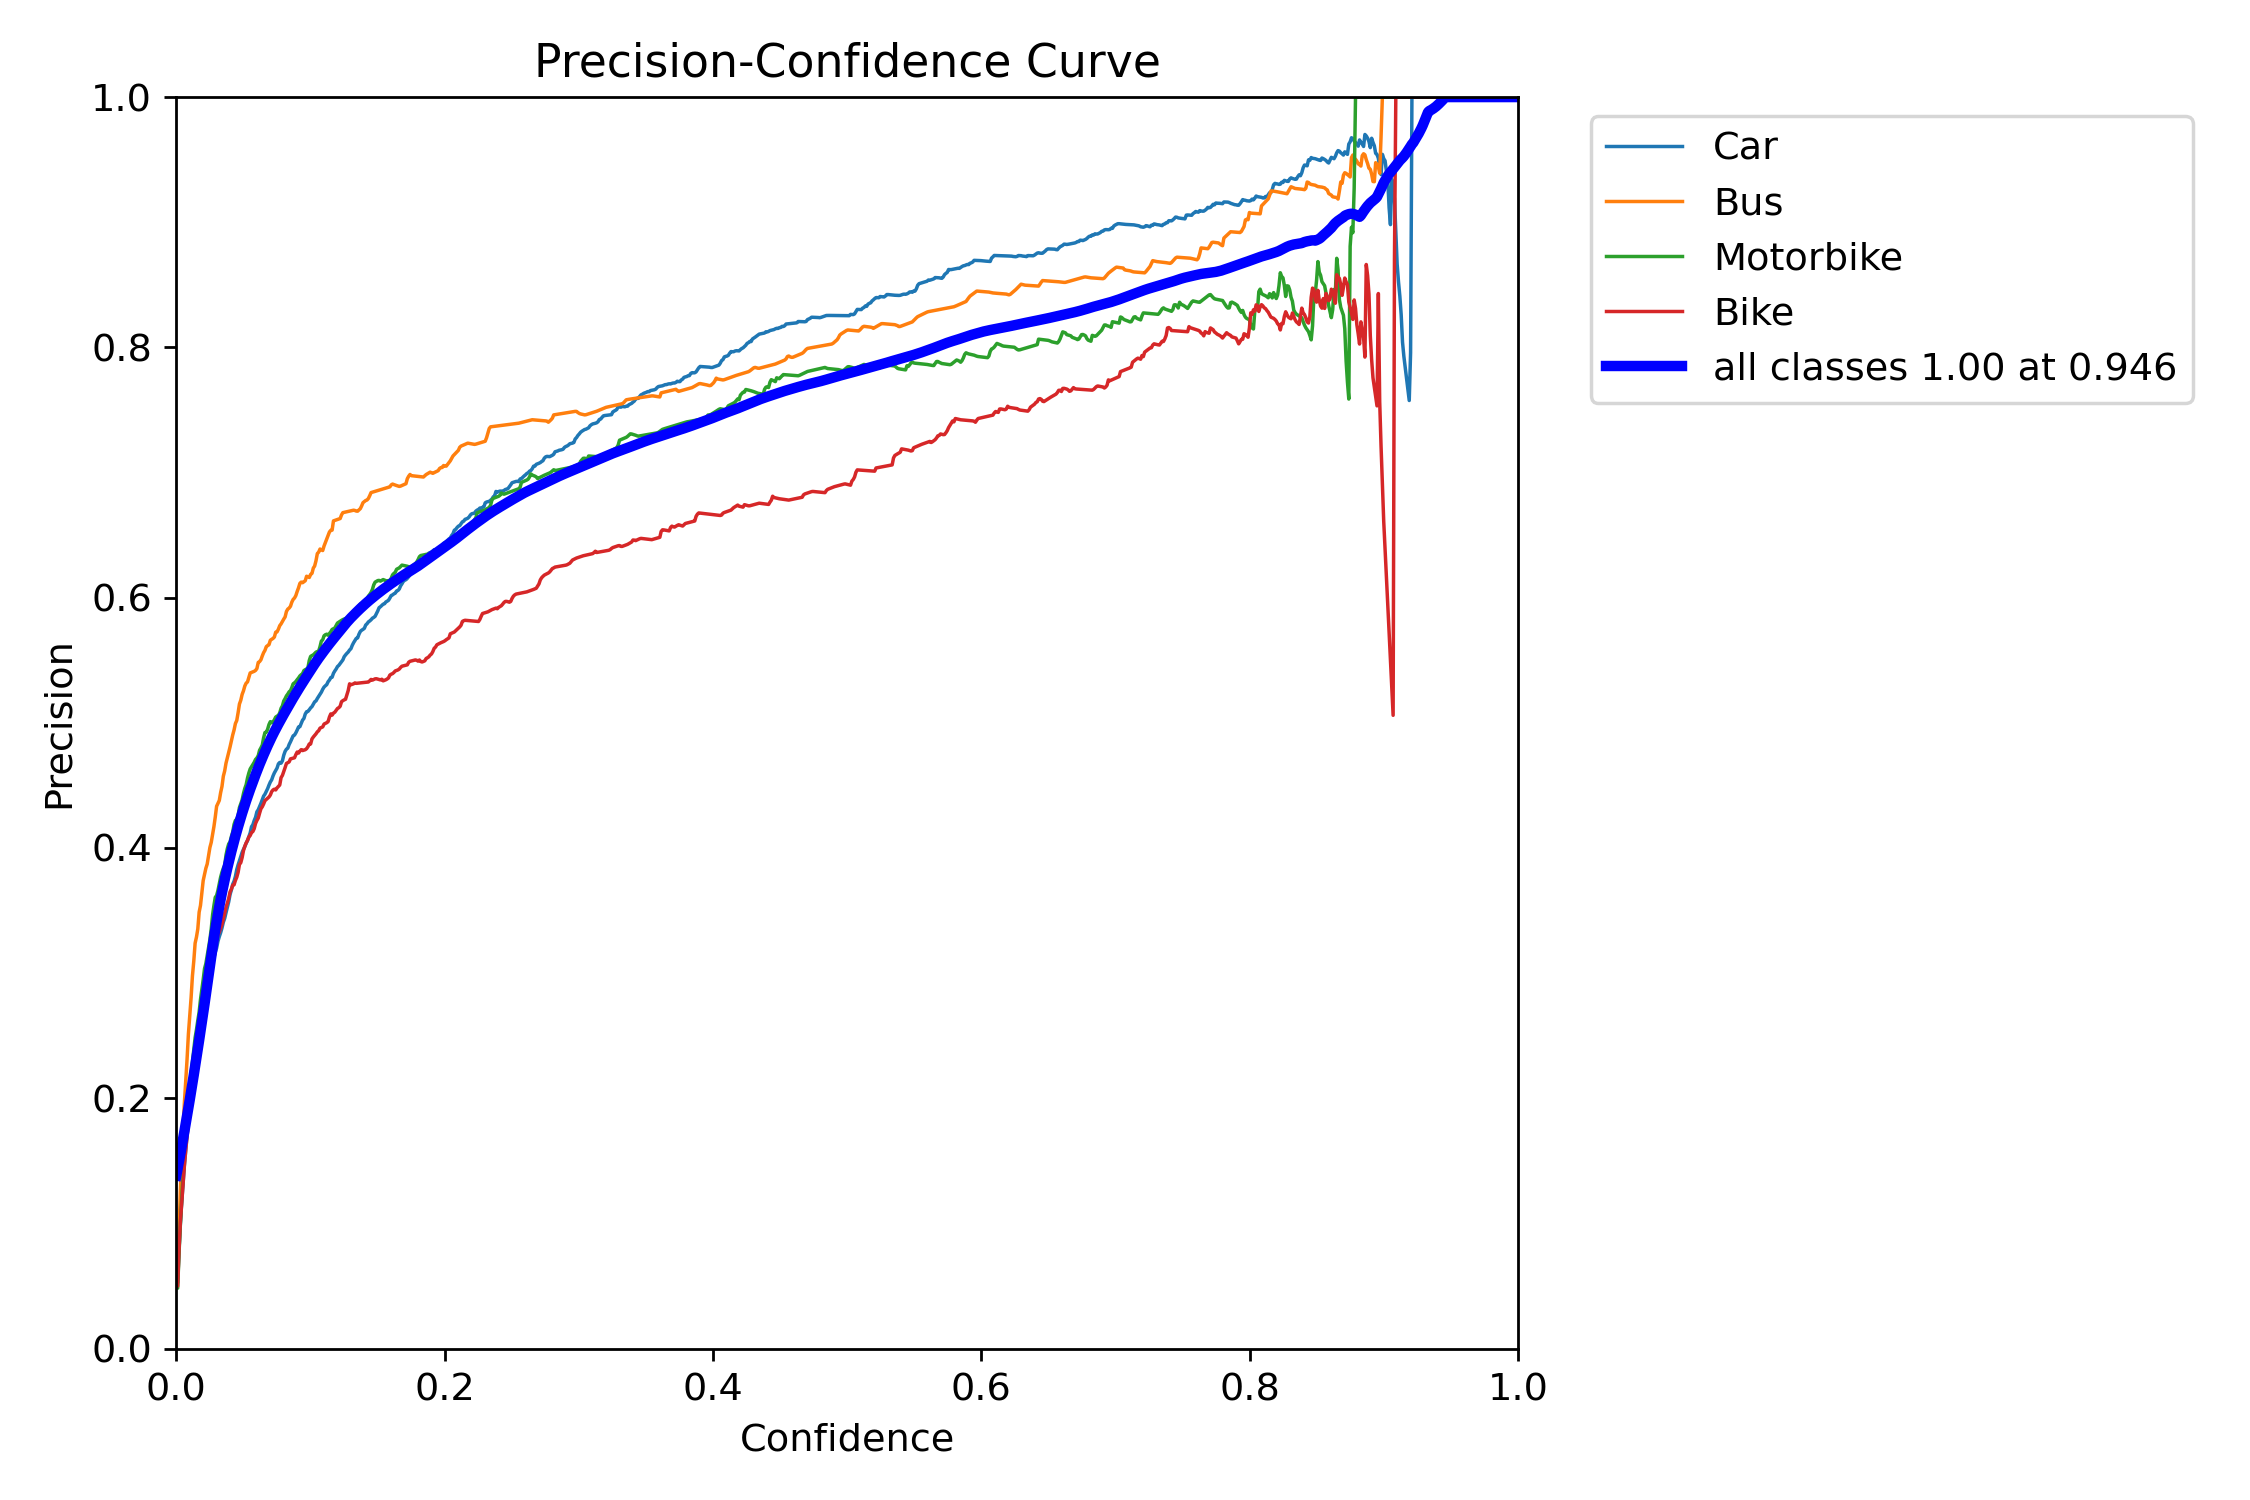 Precision-Confidence Curve
1.0
0.8
0.6
0.4
0.2
0.0
Precision
0.0 0.2 0.4 0.6 0.8 1.0
Confidence
Car
Bus
Motorbike
Bike
all classes 1.00 at 0.946